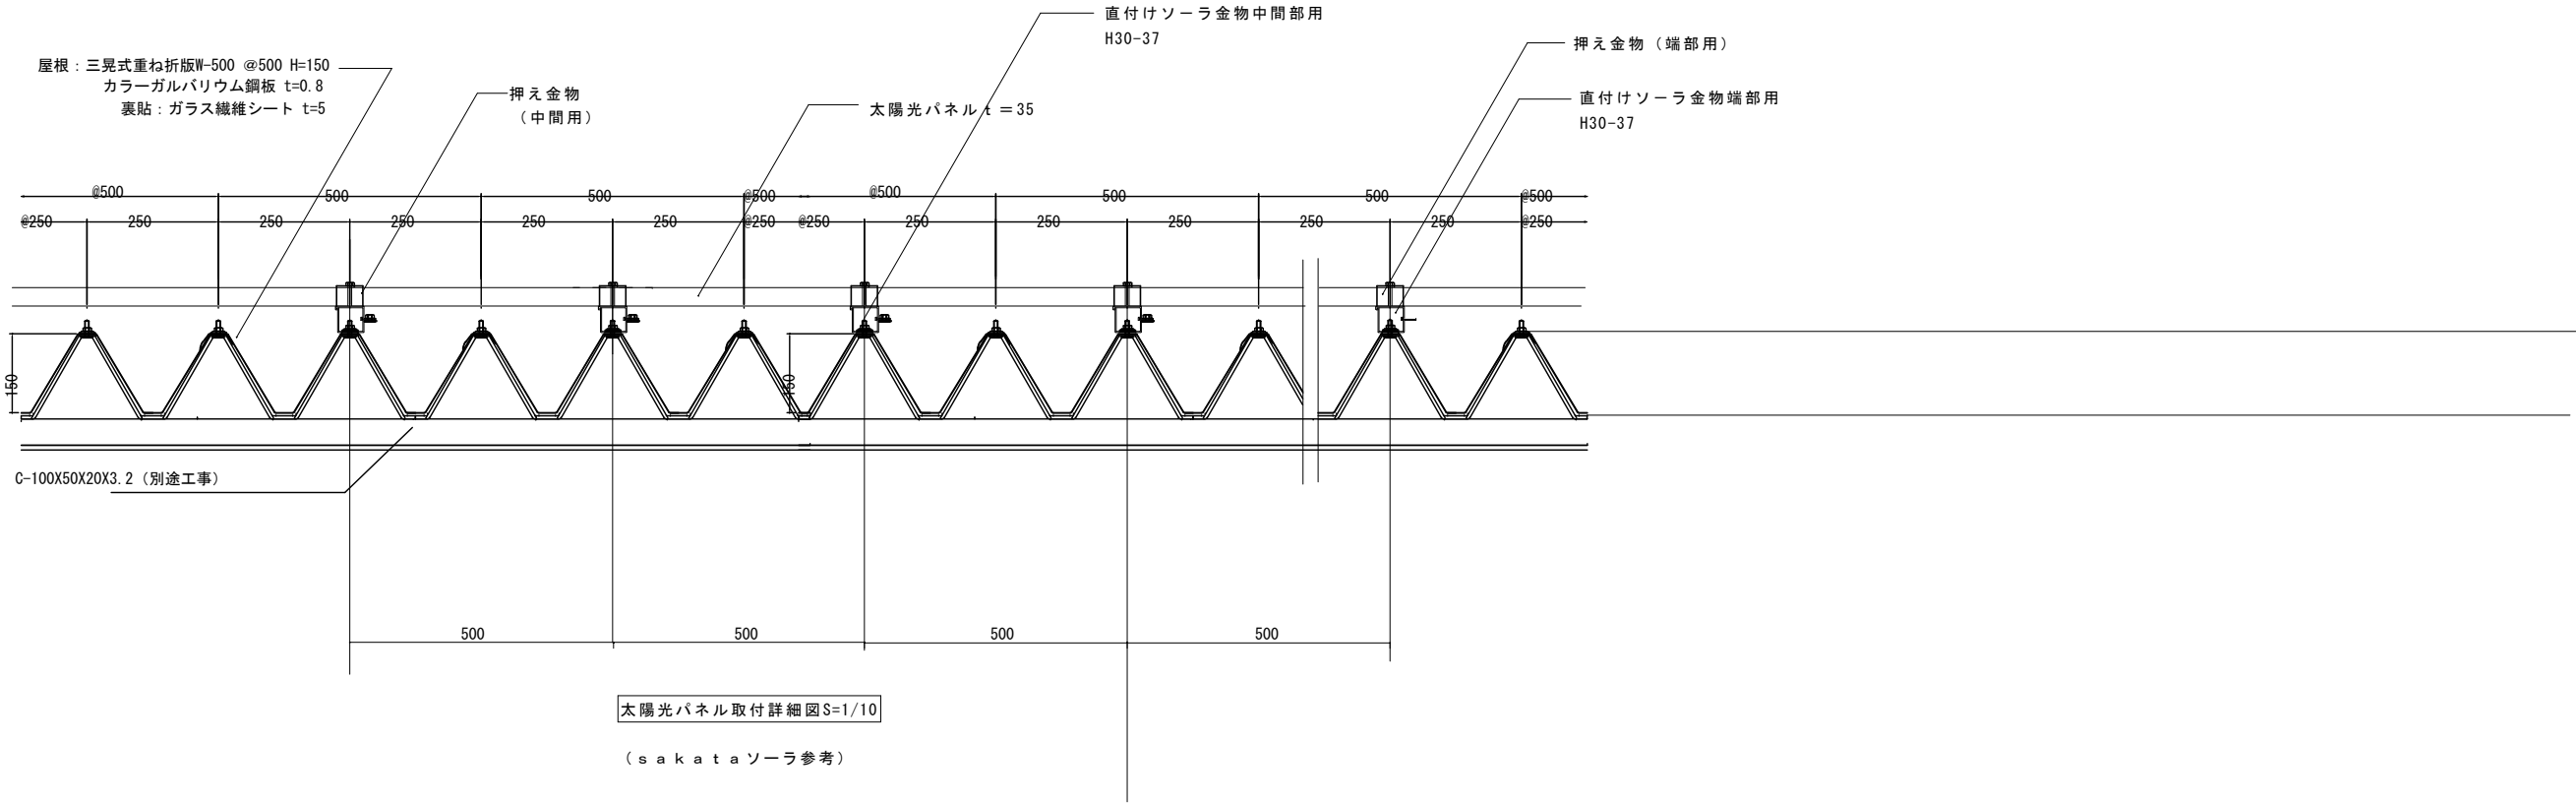 直付けソーラ金物中間部用
H30-37
押え金物（端部用）
屋根：三晃式重ね折版W-500 @500 H=150
カラーガルバリウム鋼板 t=0.8
裏貼：ガラス繊維シート t=5
押え金物
（中間用）
太陽光パネルｔ＝35
直付けソーラ金物端部用
H30-37
@500 500 500 @500 @500 500 500 @500
@250 250 250 250 250 250 @250 @250 250 250 250 250 250 @250
150 150
C-100X50X20X3.2（別途工事）
500 500 500 500
太陽光パネル取付詳細図S=1/10
（ｓａｋａｔａソーラ参考）